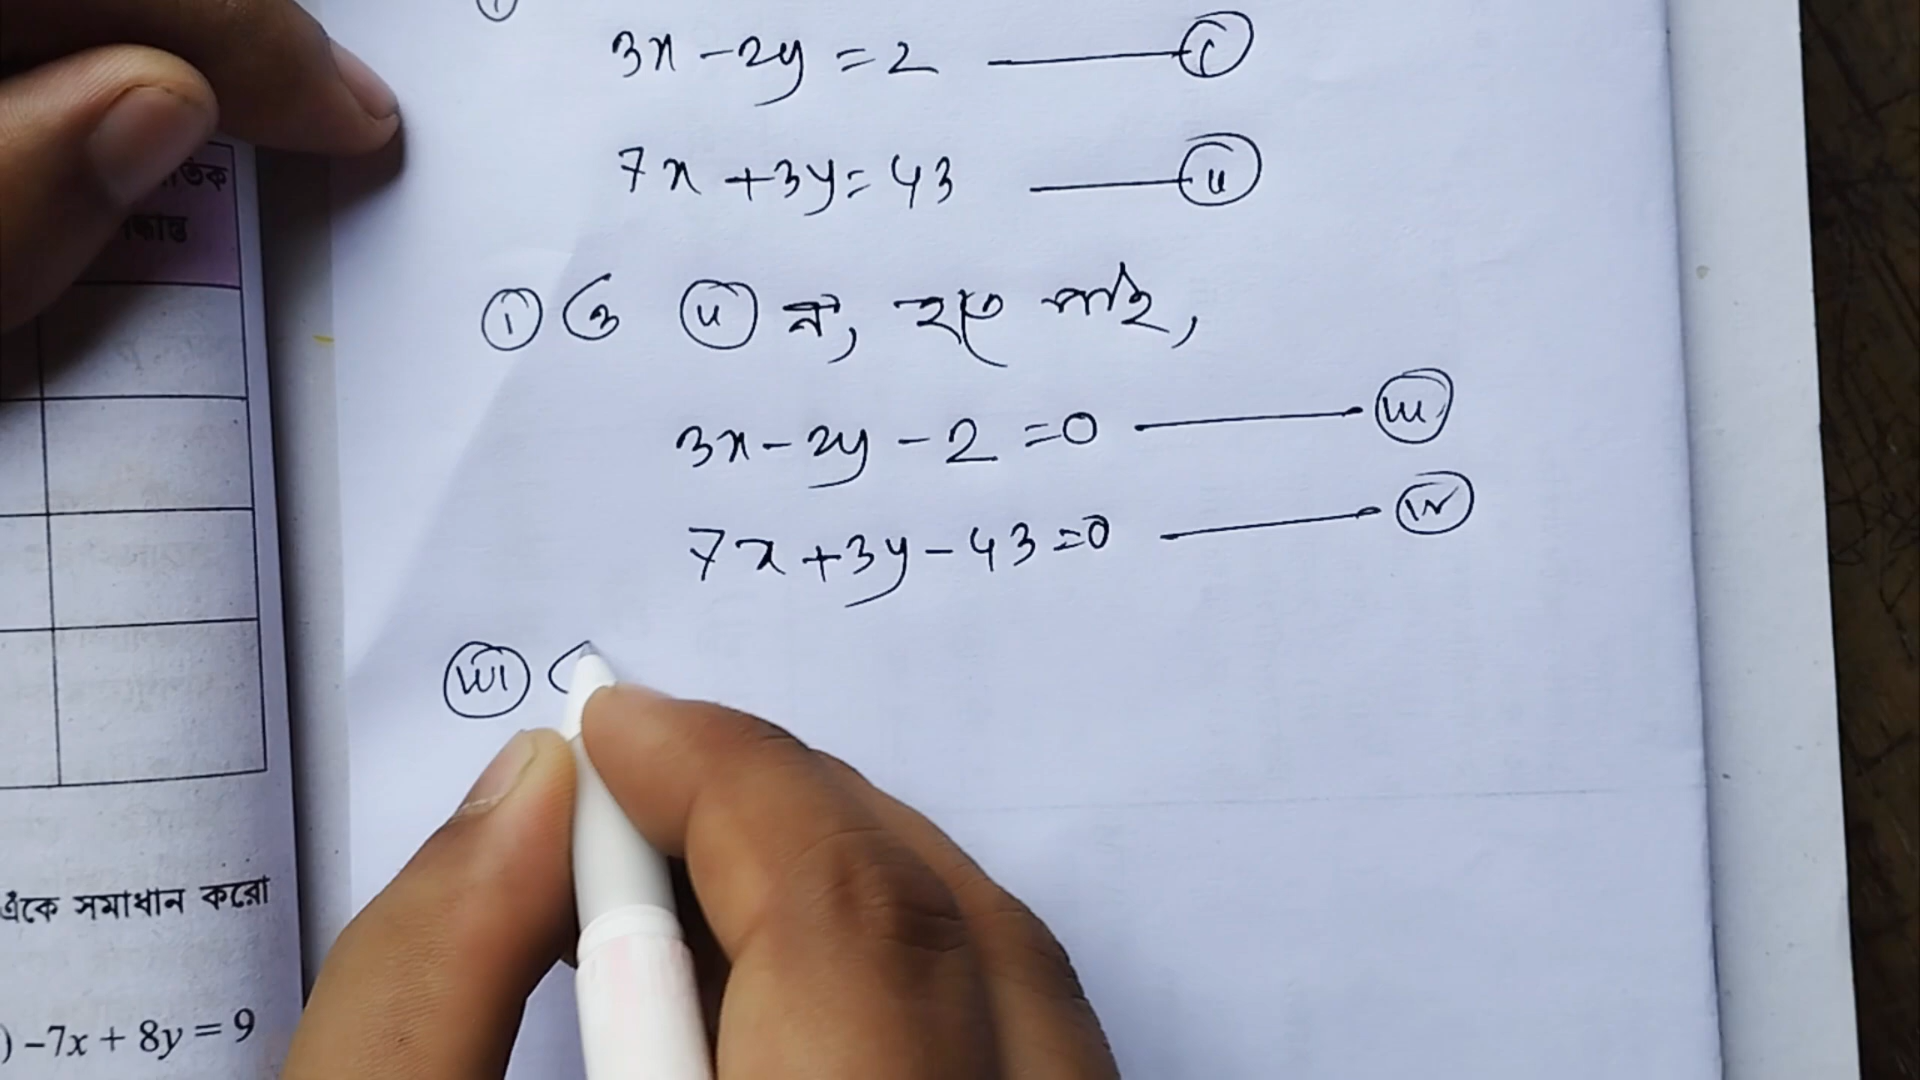 3x - 2y = 2 (i)
7x + 3y = 43 (ii)
(i) ও (ii) নং, হতে পাই,
3x - 2y - 2 = 0 (iii)
7x + 3y - 43 = 0 (iv)
(iii)
এঁকে সমাধান করো
) –7x + 8y = 9